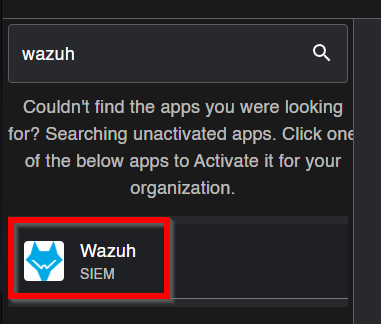 wazuh
Couldn't find the apps you were looking
for? Searching unactivated apps. Click one
of the below apps to Activate it for your
organization.
Wazuh
SIEM